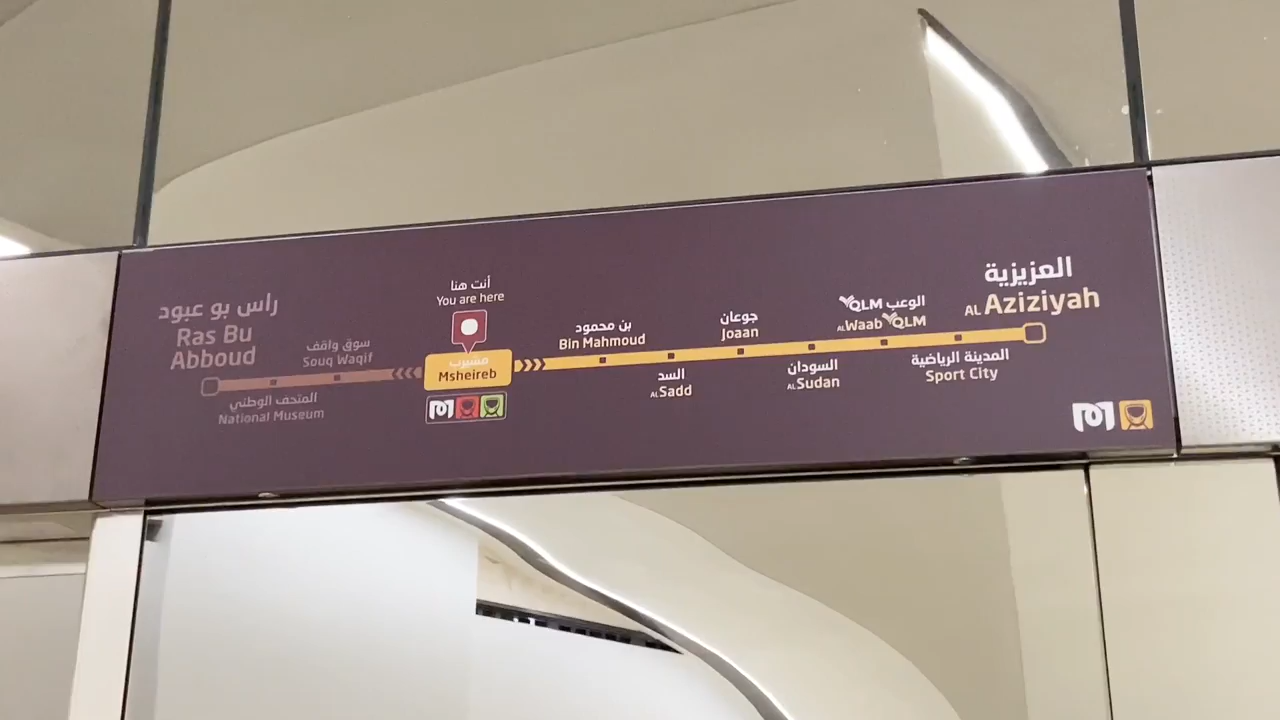 راس بو عبود
Ras Bu
Abboud
المتحف الوطني
National Museum
سوق واقف
Souq Waqif
أنت هنا
You are here
مشيرب
Msheireb
بن محمود
Bin Mahmoud
السد
AL Sadd
جوعان
Joaan
السودان
AL Sudan
الوعب QLM
AL Waab QLM
المدينة الرياضية
Sport City
العزيزية
AL Aziziyah